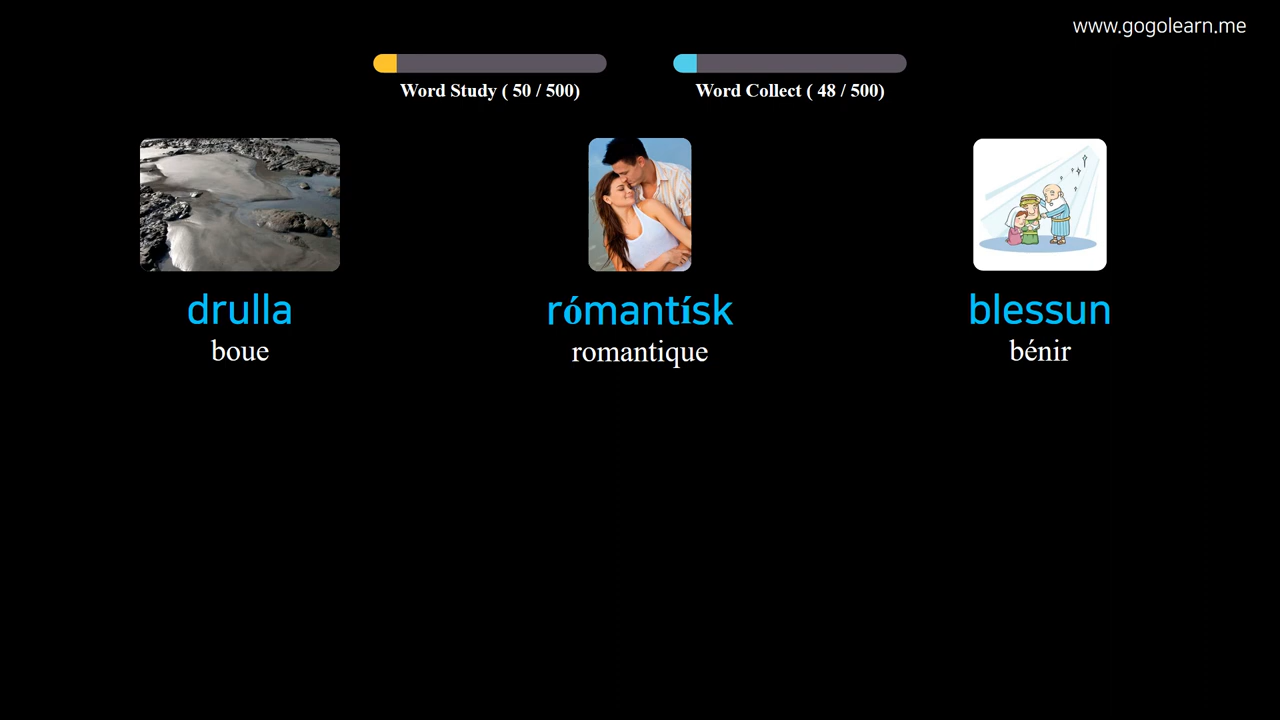 www.gogolearn.me
Word Study ( 50 / 500)
Word Collect ( 48 / 500)
drulla
boue
rómantísk
romantique
blessun
bénir